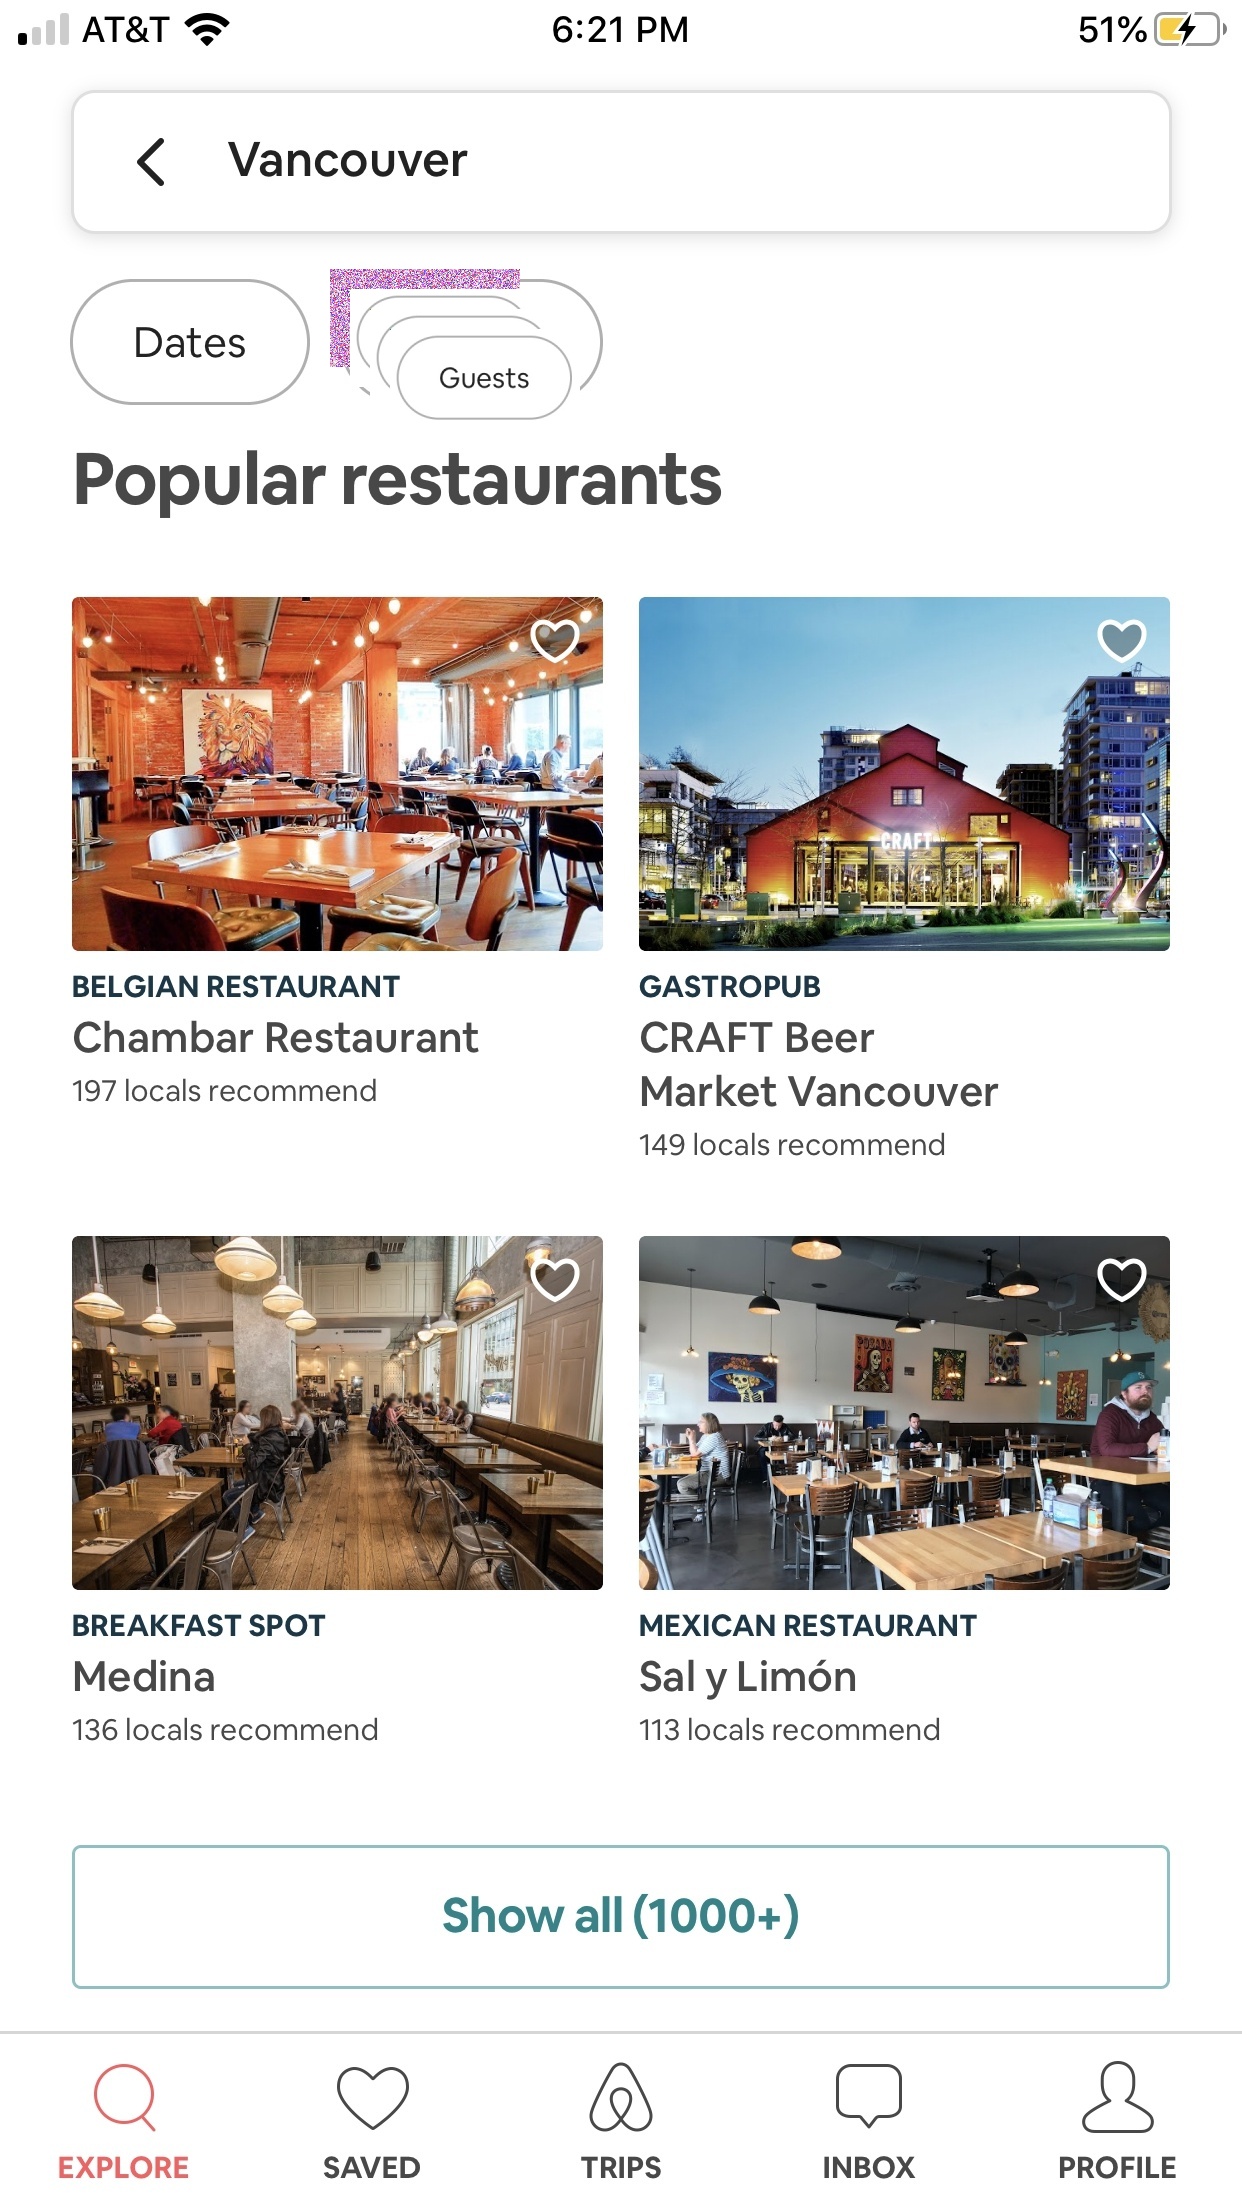 AT&T 6:21 PM 51%
Vancouver
Dates Guests
Popular restaurants
CRAFT
BELGIAN RESTAURANT
Chambar Restaurant
197 locals recommend
GASTROPUB
CRAFT Beer
Market Vancouver
149 locals recommend
POSADA
BREAKFAST SPOT
Medina
136 locals recommend
MEXICAN RESTAURANT
Sal y Limón
113 locals recommend
Show all (1000+)
EXPLORE SAVED TRIPS INBOX PROFILE